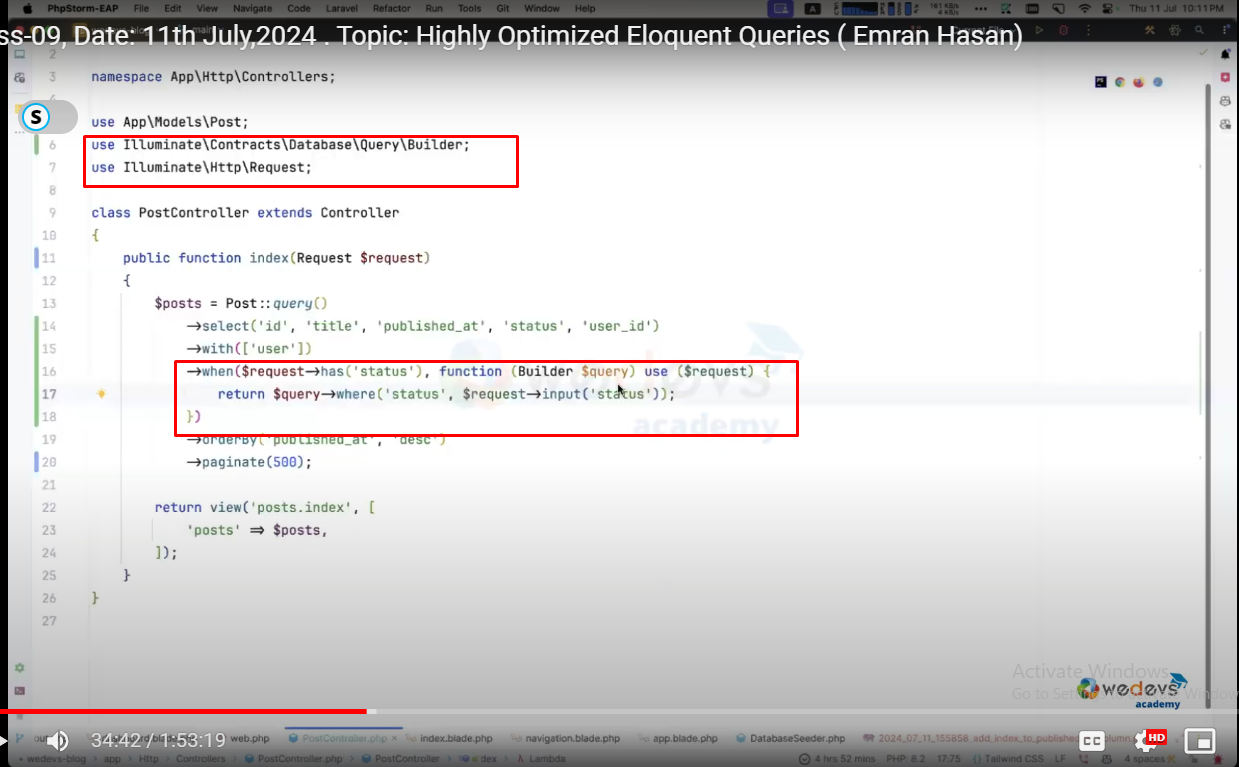 PhpStorm-EAP File Edit View Navigate Code Laravel Refactor Run Tools Git Window Help Thu 11 Jul 10:11PM
ss-09, Date: 11th July,2024 . Topic: Highly Optimized Eloquent Queries ( Emran Hasan)
2
3 namespace App\Http\Controllers;
S
use App\Models\Post;
6 use Illuminate\Contracts\Database\Query\Builder;
7 use Illuminate\Http\Request;
8
9 class PostController extends Controller
10 {
11 public function index(Request $request)
12 {
13 $posts = Post::query()
14 →select('id', 'title', 'published_at', 'status', 'user_id')
15 →with(['user'])
16 →when($request→has('status'), function (Builder $query) use ($request) {
17 return $query→where('status', $request→input('status'));
18 })
19 →orderBy('published_at', 'desc')
20 →paginate(500);
21
22 return view('posts.index', [
23 'posts' ⇒ $posts,
24 ]);
25 }
26 }
27
wedevs
academy
Activate Windows
Go to Windows
wedevs
academy
34:42 / 1:53:19
CC
HD
web.php PostController.php × index.blade.php navigation.blade.php app.blade.php DatabaseSeeder.php 2024_07_11_155858_add_index_to_published
wedevs-blog › app › Http › Controllers › PostController.php › PostController › λ Lambda 4 hrs 52 mins PHP: 8.2 17:75 Tailwind CSS LF 4 spaces